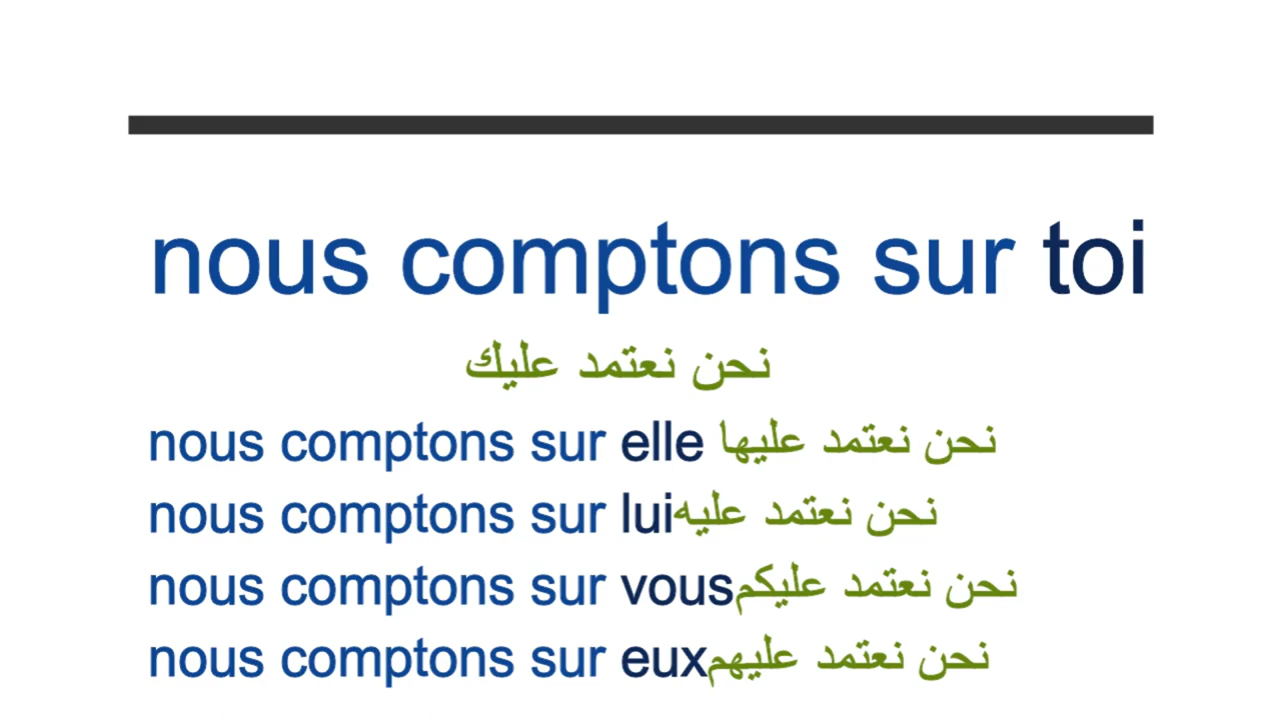 nous comptons sur toi
نحن نعتمد عليك
nous comptons sur elle نحن نعتمد عليها
nous comptons sur lui نحن نعتمد عليه
nous comptons sur vous نحن نعتمد عليكم
nous comptons sur eux نحن نعتمد عليهم